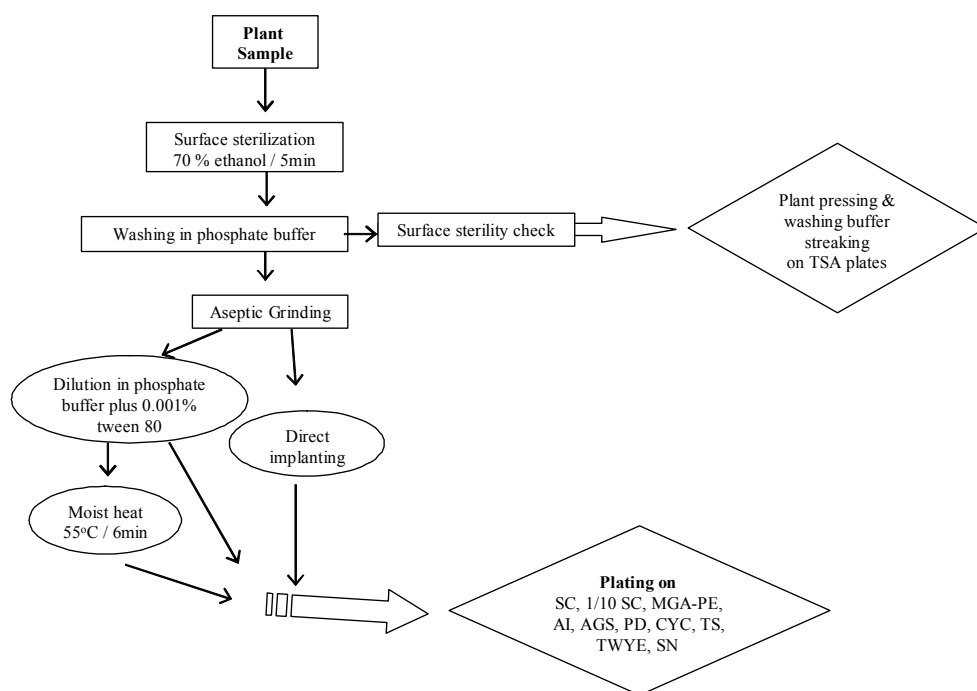 Plant
Sample
Surface sterilization
70 % ethanol / 5min
Washing in phosphate buffer
Surface sterility check
Plant pressing &
washing buffer
streaking
on TSA plates
Aseptic Grinding
Dilution in phosphate
buffer plus 0.001%
tween 80
Direct
implanting
Moist heat
55°C / 6min
Plating on
SC, 1/10 SC, MGA-PE,
AI, AGS, PD, CYC, TS,
TWYE, SN